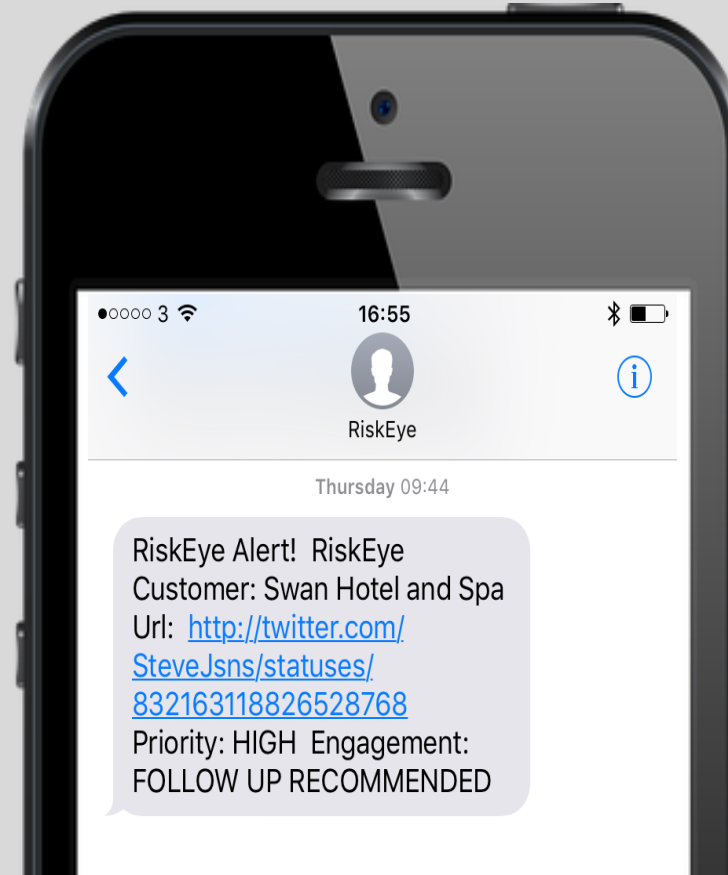 3
16:55
RiskEye
Thursday 09:44
RiskEye Alert!  RiskEye
Customer: Swan Hotel and Spa
Url:  http://twitter.com/
SteveJsns/statuses/
832163118826528768
Priority: HIGH  Engagement:
FOLLOW UP RECOMMENDED